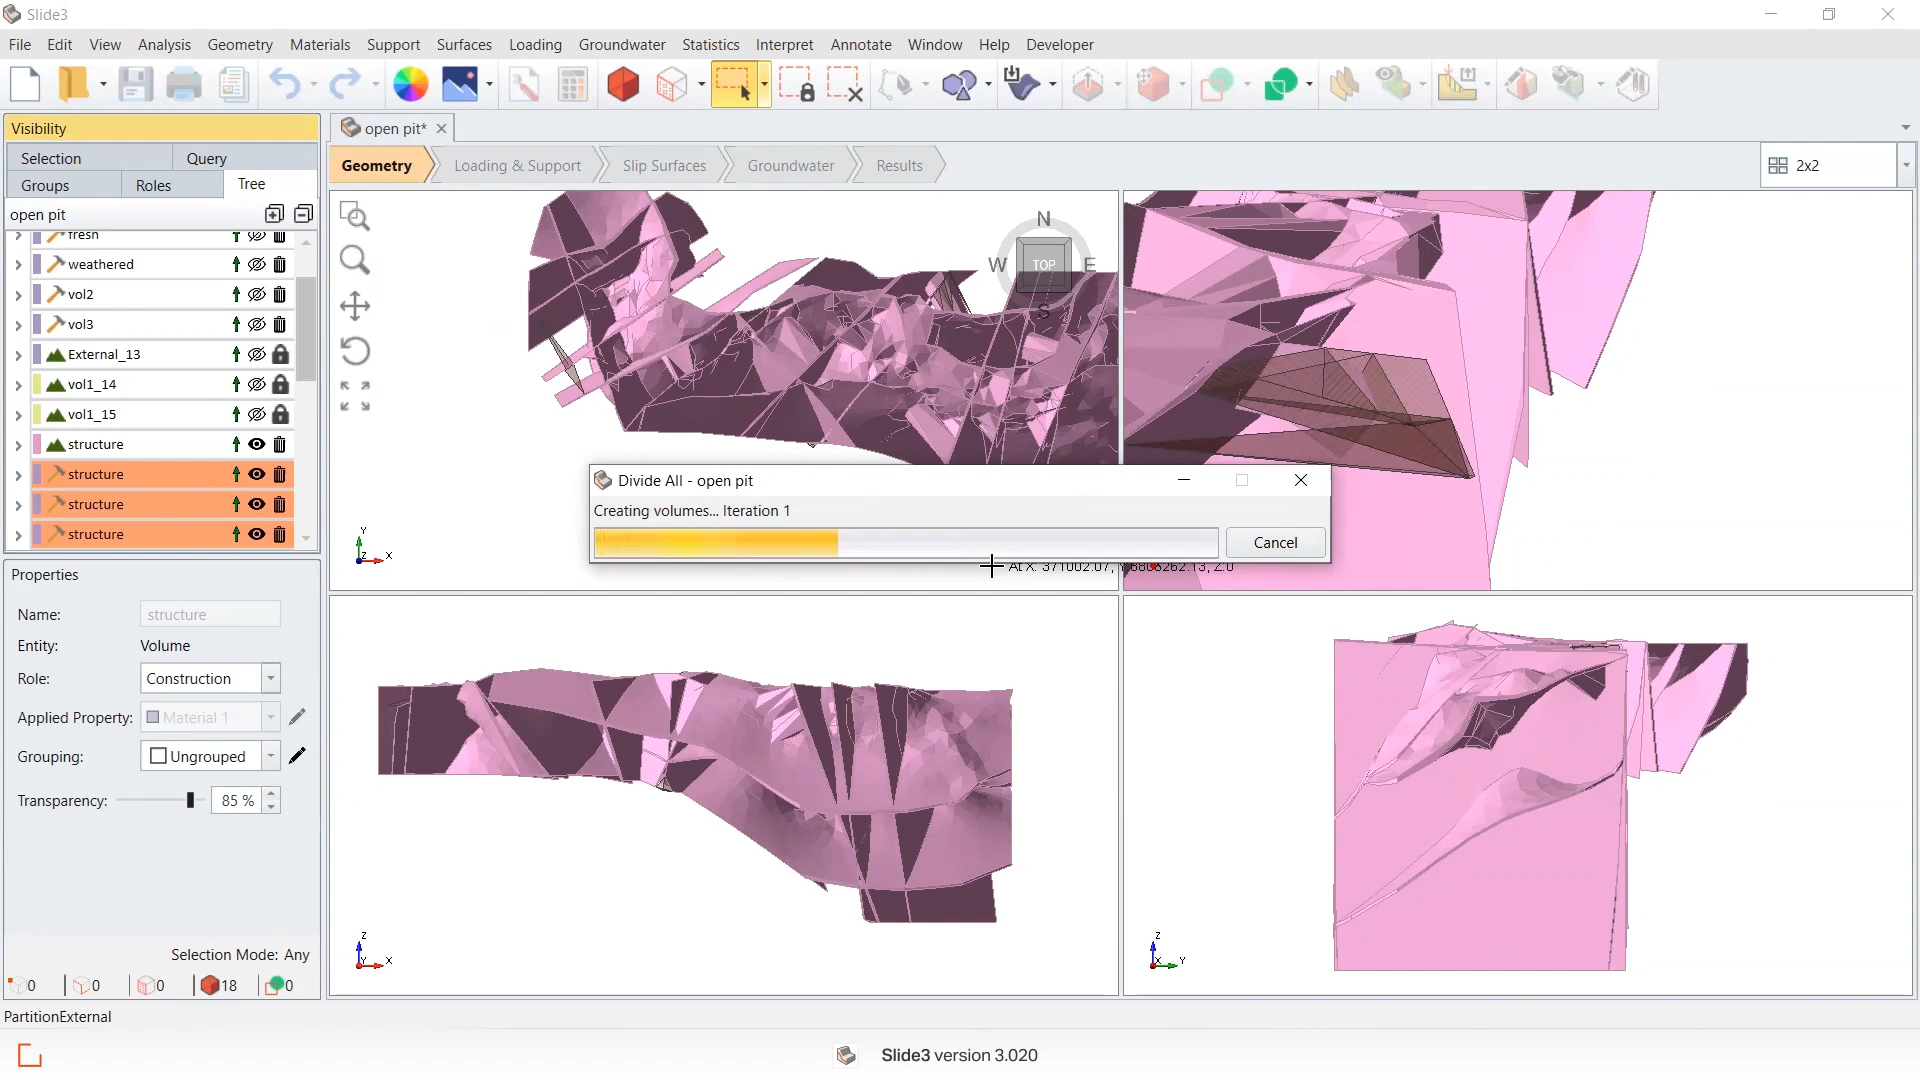 Slide3
File Edit View Analysis Geometry Materials Support Surfaces Loading Groundwater Statistics Interpret Annotate Window Help Developer
Visibility
Selection Query
Groups Roles Tree
open pit
fresh
weathered
vol2
vol3
External_13
vol1_14
vol1_15
structure
structure
structure
structure
open pit*
Geometry Loading & Support Slip Surfaces Groundwater Results
2x2
N
W TOP E
S
Divide All - open pit
Creating volumes... Iteration 1
Cancel
At X: 371002.07,
Y
Z X
Z
Y X
Z
X Y
Properties
Name: structure
Entity: Volume
Role: Construction
Applied Property: Material 1
Grouping: Ungrouped
Transparency: 85 %
Selection Mode: Any
0 0 0 18 0
PartitionExternal
Slide3 version 3.020